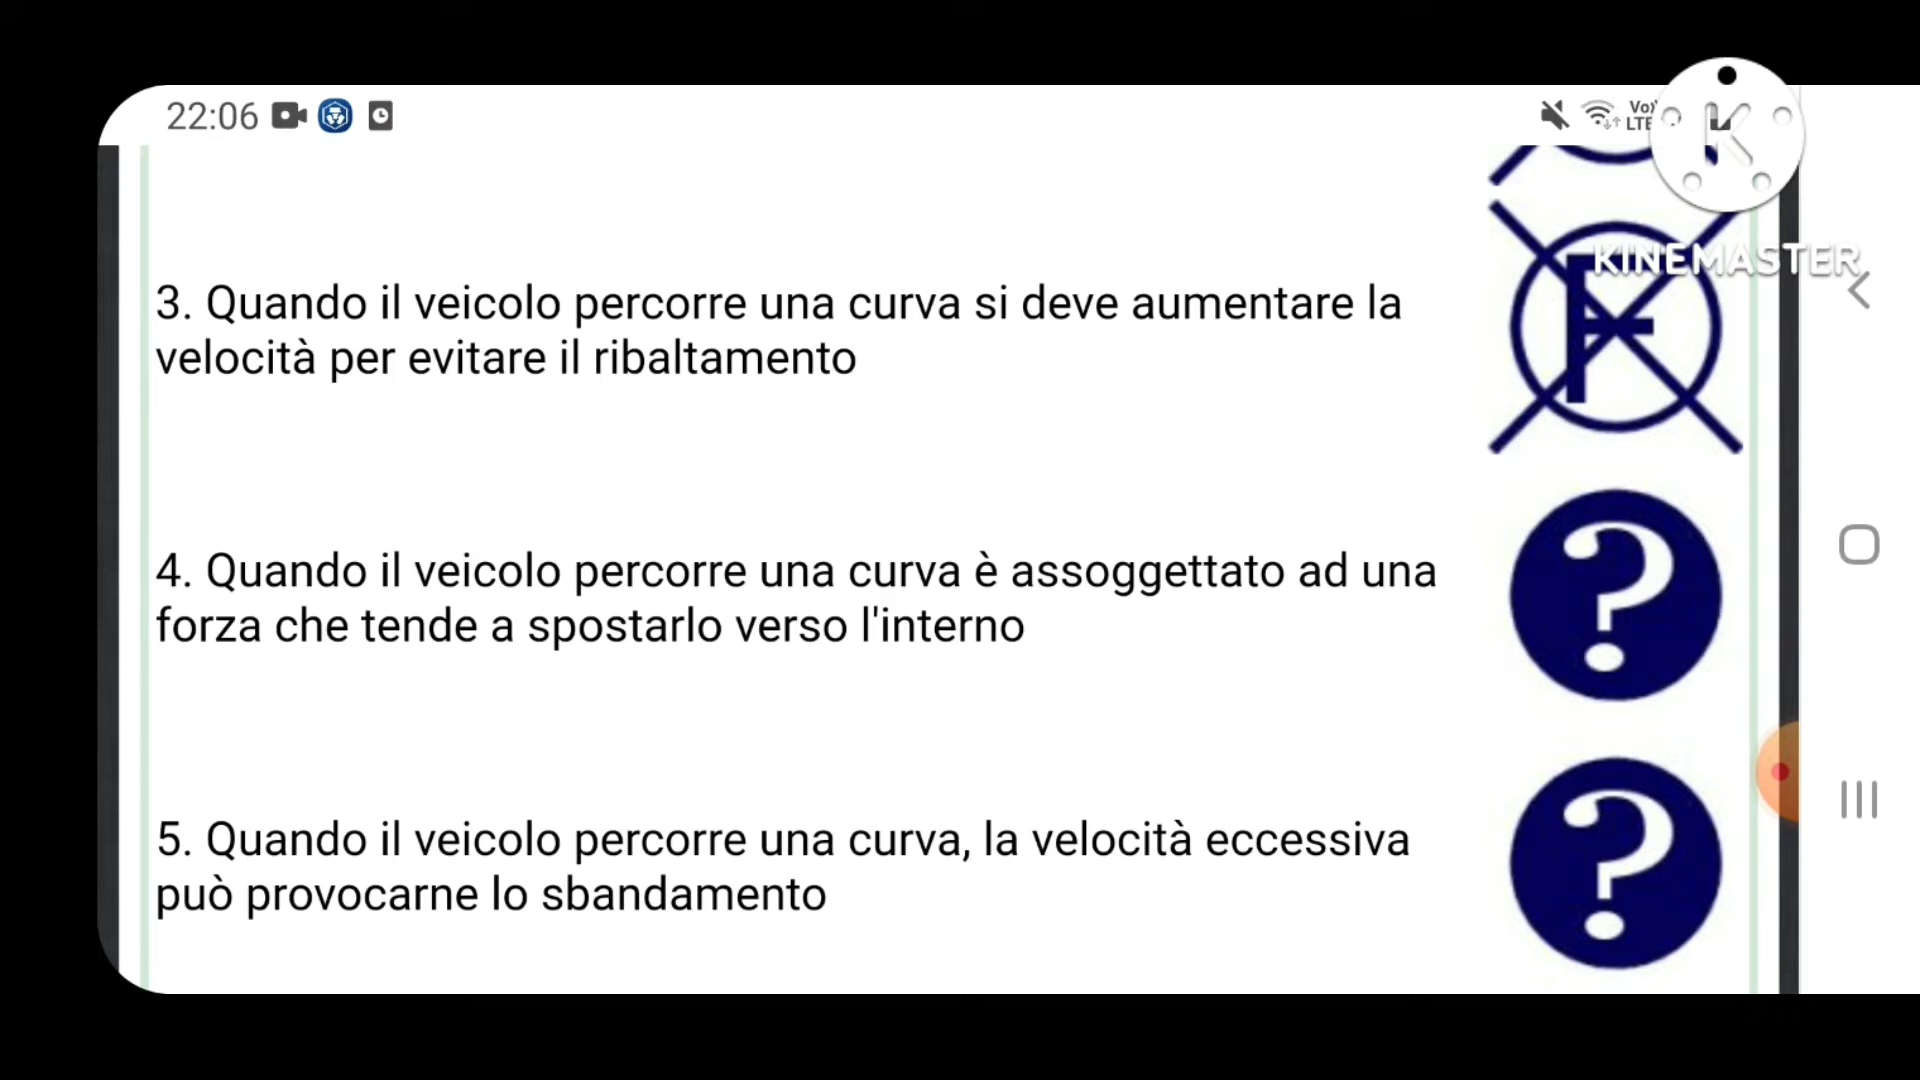 22:06
Vo)
LTE
K
KINEMASTER
3. Quando il veicolo percorre una curva si deve aumentare la
velocità per evitare il ribaltamento
F
4. Quando il veicolo percorre una curva è assoggettato ad una
forza che tende a spostarlo verso l'interno
?
5. Quando il veicolo percorre una curva, la velocità eccessiva
può provocarne lo sbandamento
?